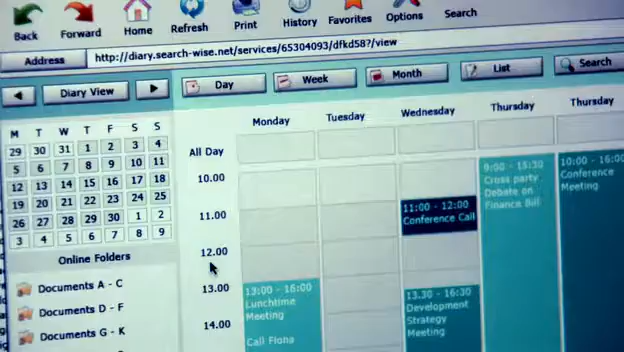 Back Forward Home Refresh Print History Favorites Options Search
Address http://diary.search-wise.net/services/65304093/dfkd58?/view
Diary View Day Week Month List Search
M T W T F S S
29 30 31 1 2 3 4
5 6 7 8 9 10 11
12 13 14 15 16 17 18
19 20 21 22 23 24 25
26 27 28 29 30 1 2
3 4 5 6 7 8 9
Online Folders
Documents A - C
Documents D - F
Documents G - K
Monday Tuesday Wednesday Thursday Thursday
All Day
10.00
11.00
12.00
13.00
14.00
13:00 - 16:00
Lunchtime
Meeting
Call Fiona
11:00 - 12:00
Conference Call
13.30 - 16:30
Development
Strategy
Meeting
9:00 - 15:30
Cross party
Debate on
Finance Bill
10:00 - 16:00
Conference
Meeting